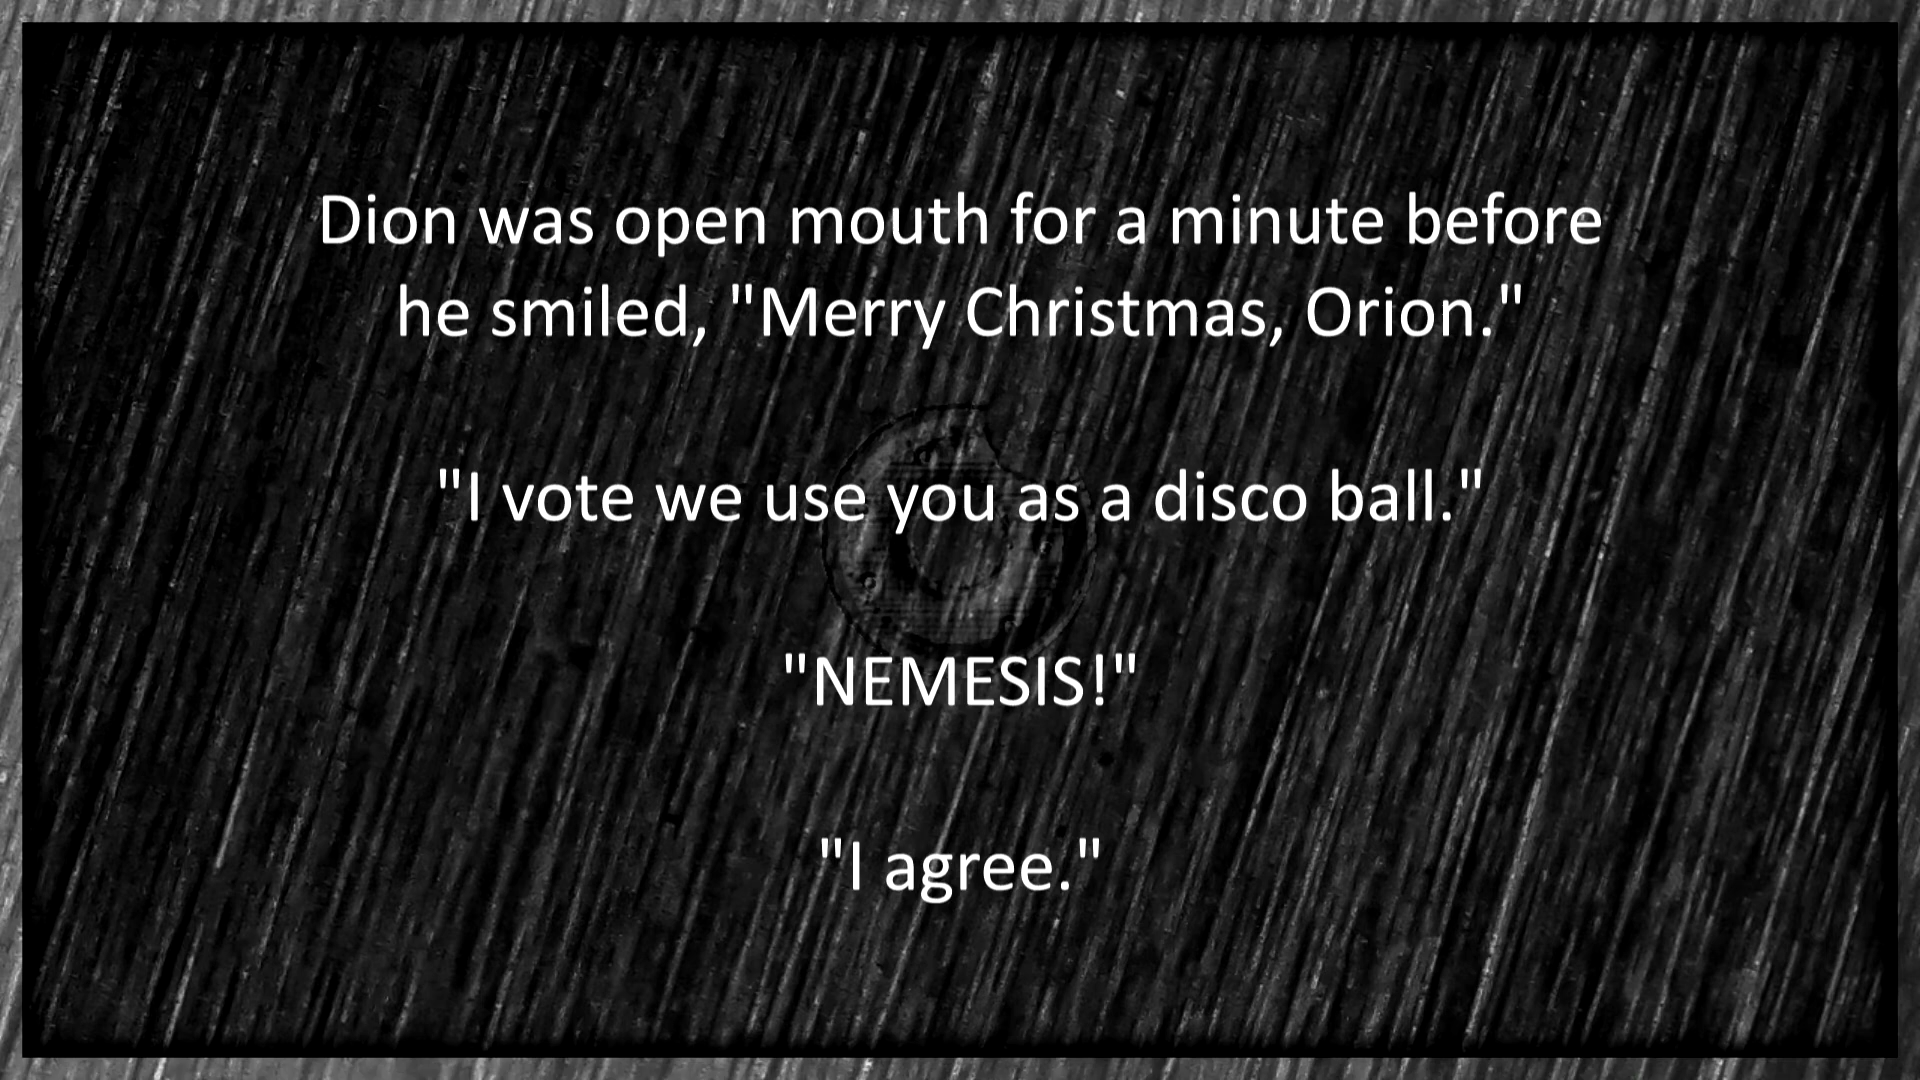 Dion was open mouth for a minute before
he smiled, "Merry Christmas, Orion."
"I vote we use you as a disco ball."
"NEMESIS!"
"I agree."